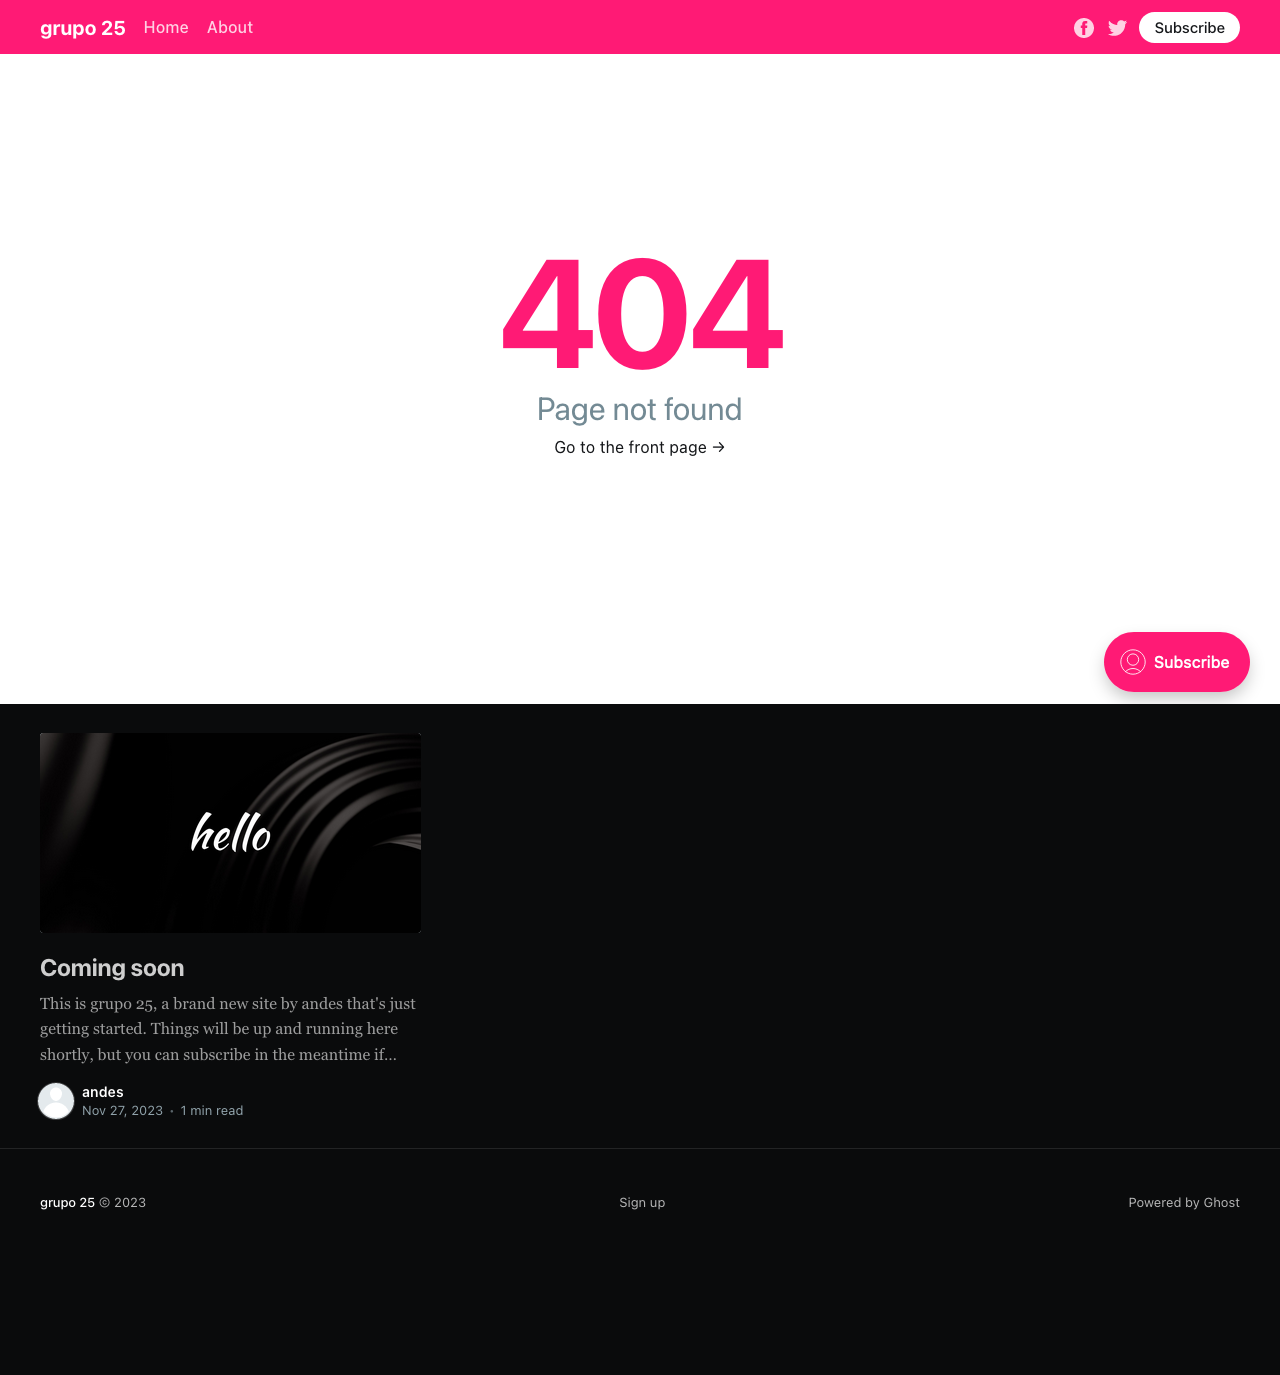 grupo 25 Home About Subscribe
404
Page not found
Go to the front page →
Subscribe
hello
Coming soon
This is grupo 25, a brand new site by andes that's just
getting started. Things will be up and running here
shortly, but you can subscribe in the meantime if...
andes
Nov 27, 2023 • 1 min read
grupo 25 © 2023 Sign up Powered by Ghost